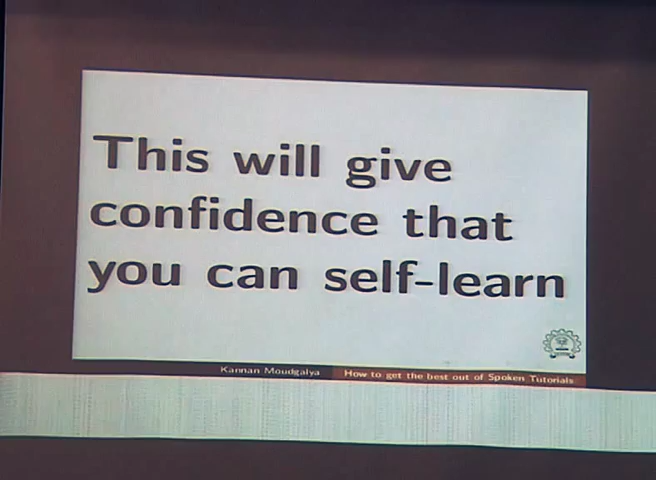 This will give
confidence that
you can self-learn
Kannan Moudgalya
How to get the best out of Spoken Tutorials